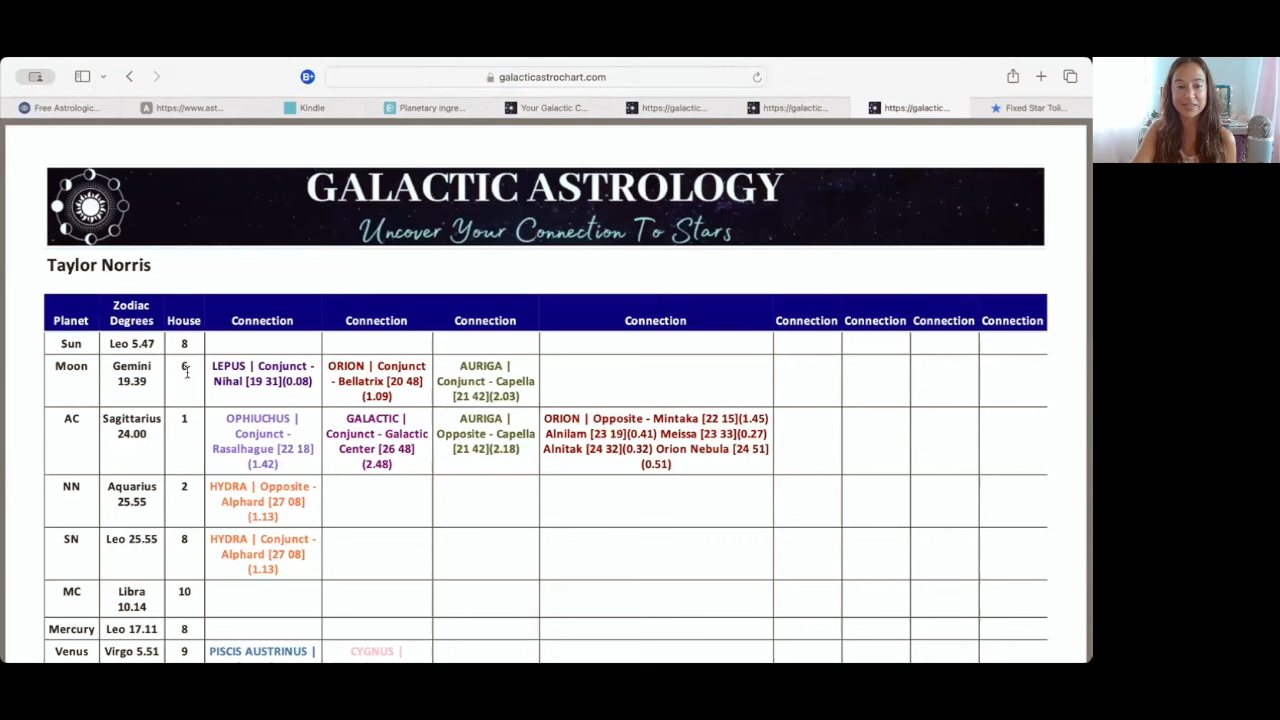 galacticastrochart.com
Free Astrologic...
https://www.ast...
Kindle
Planetary Ingre...
Your Galactic C...
https://galactic...
https://galactic...
https://galactic...
Fixed Star Toli...
GALACTIC ASTROLOGY
Uncover Your Connection To Stars
Taylor Norris
Planet Zodiac Degrees House Connection Connection Connection Connection Connection Connection Connection Connection
Sun Leo 5.47 8
Moon Gemini 19.39 6 LEPUS | Conjunct - Nihal [19 31](0.08) ORION | Conjunct - Bellatrix [20 48] (1.09) AURIGA | Conjunct - Capella [21 42](2.03)
AC Sagittarius 24.00 1 OPHIUCHUS | Conjunct - Rasalhague [22 18] (1.42) GALACTIC | Conjunct - Galactic Center [26 48] (2.48) AURIGA | Opposite - Capella [21 42](2.18) ORION | Opposite - Mintaka [22 15](1.45) Alnilam [23 19](0.41) Meissa [23 33](0.27) Alnitak [24 32](0.32) Orion Nebula [24 51] (0.51)
NN Aquarius 25.55 2 HYDRA | Opposite - Alphard [27 08] (1.13)
SN Leo 25.55 8 HYDRA | Conjunct - Alphard [27 08] (1.13)
MC Libra 10.14 10
Mercury Leo 17.11 8
Venus Virgo 5.51 9 PISCIS AUSTRINUS | CYGNUS |